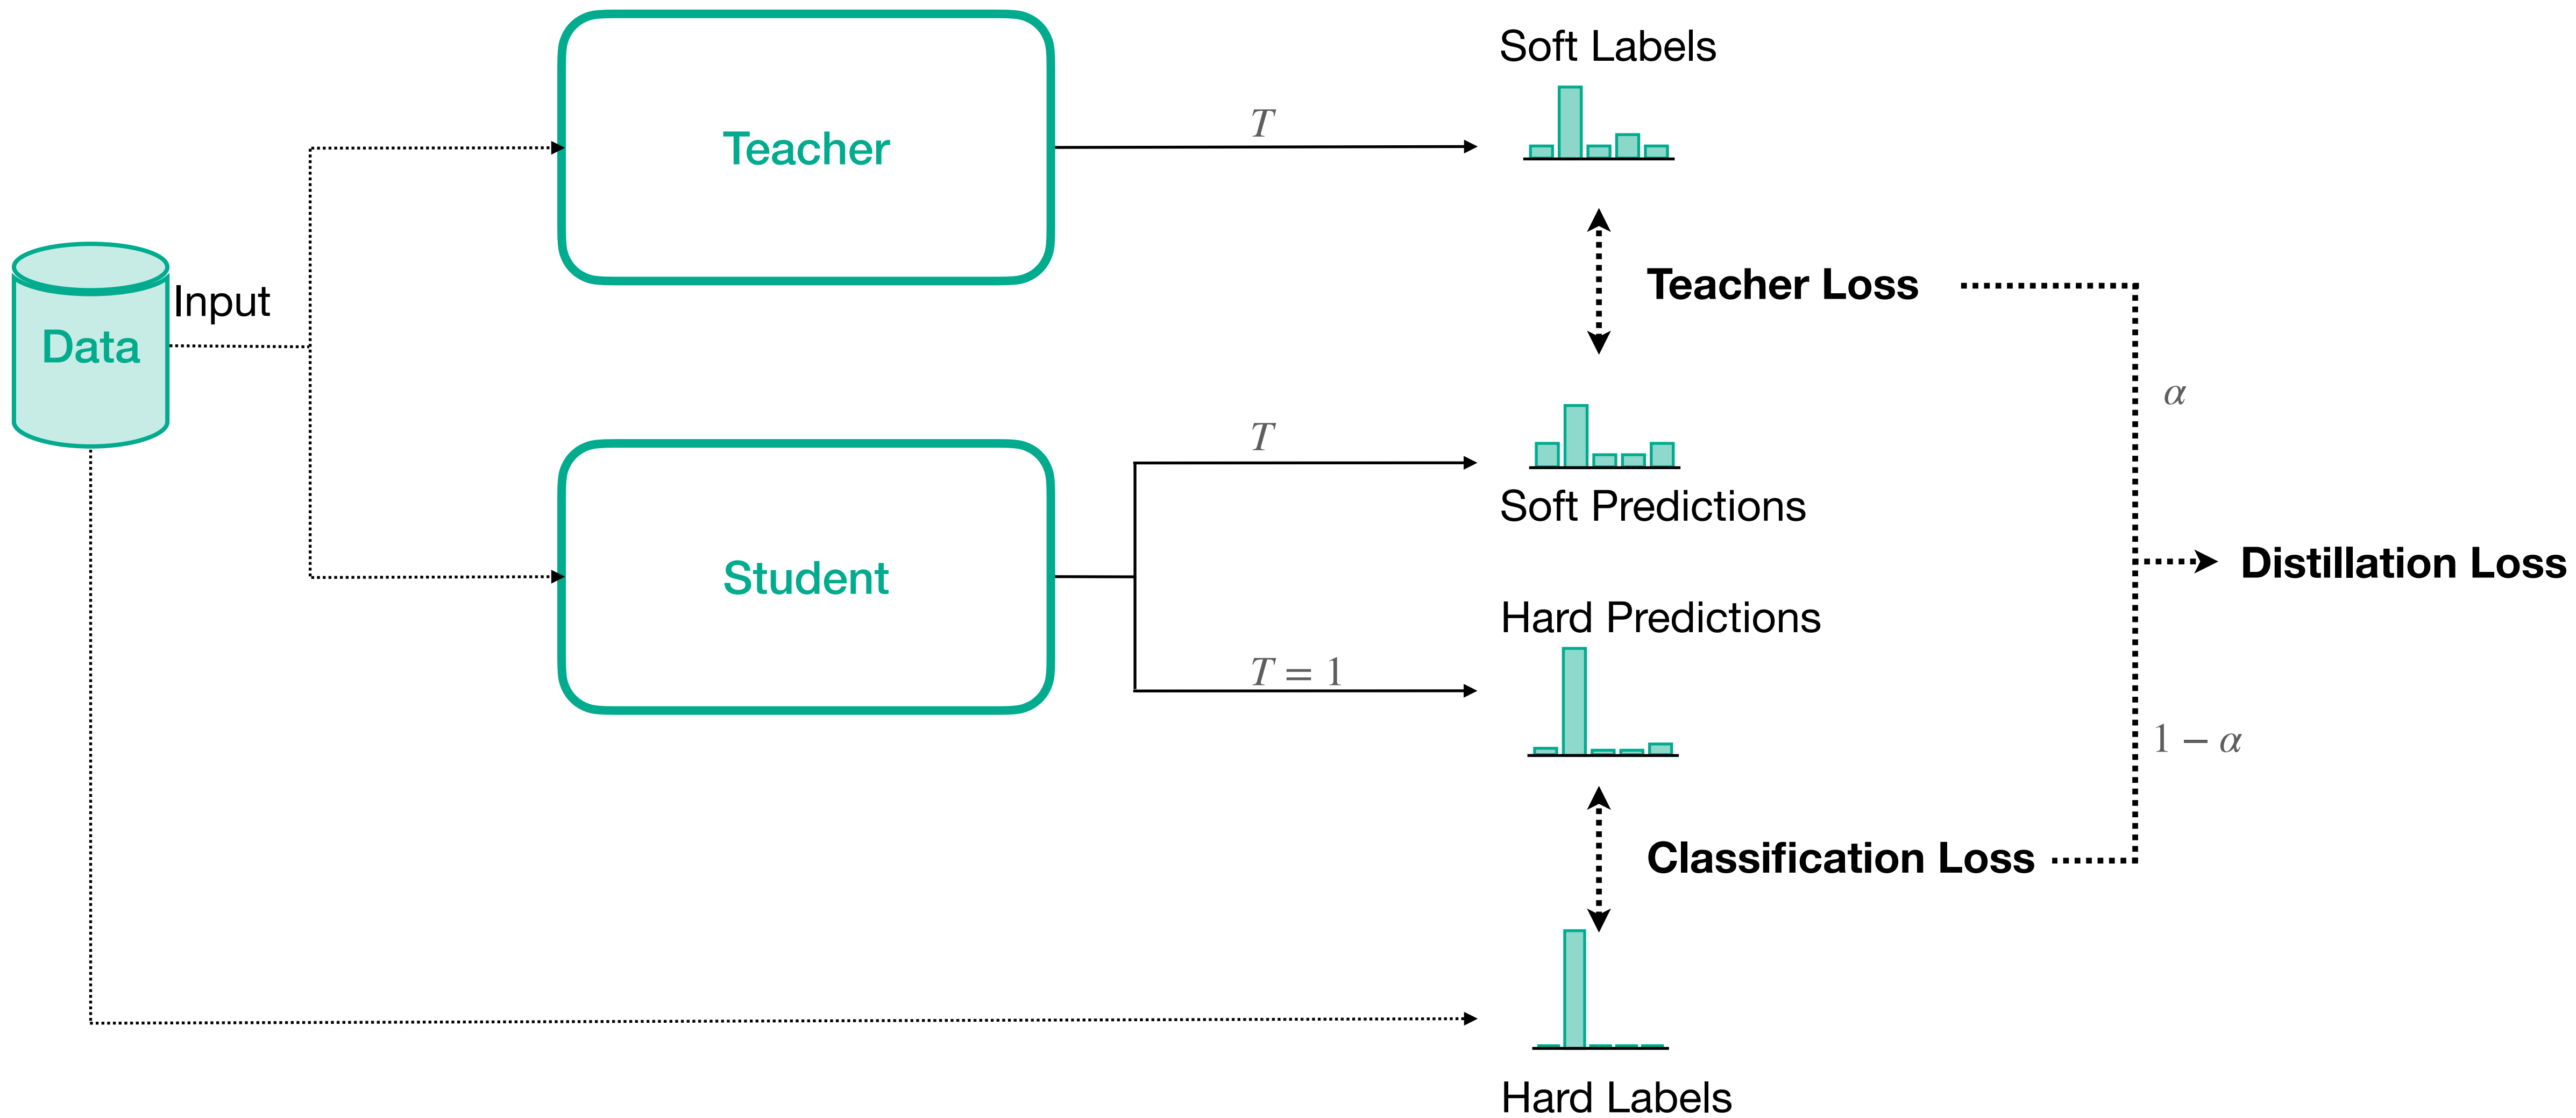 Soft Labels
T
Teacher
Input
Data
Teacher Loss
α
T
Soft Predictions
Student
Distillation Loss
Hard Predictions
T = 1
1 − α
Classification Loss
Hard Labels